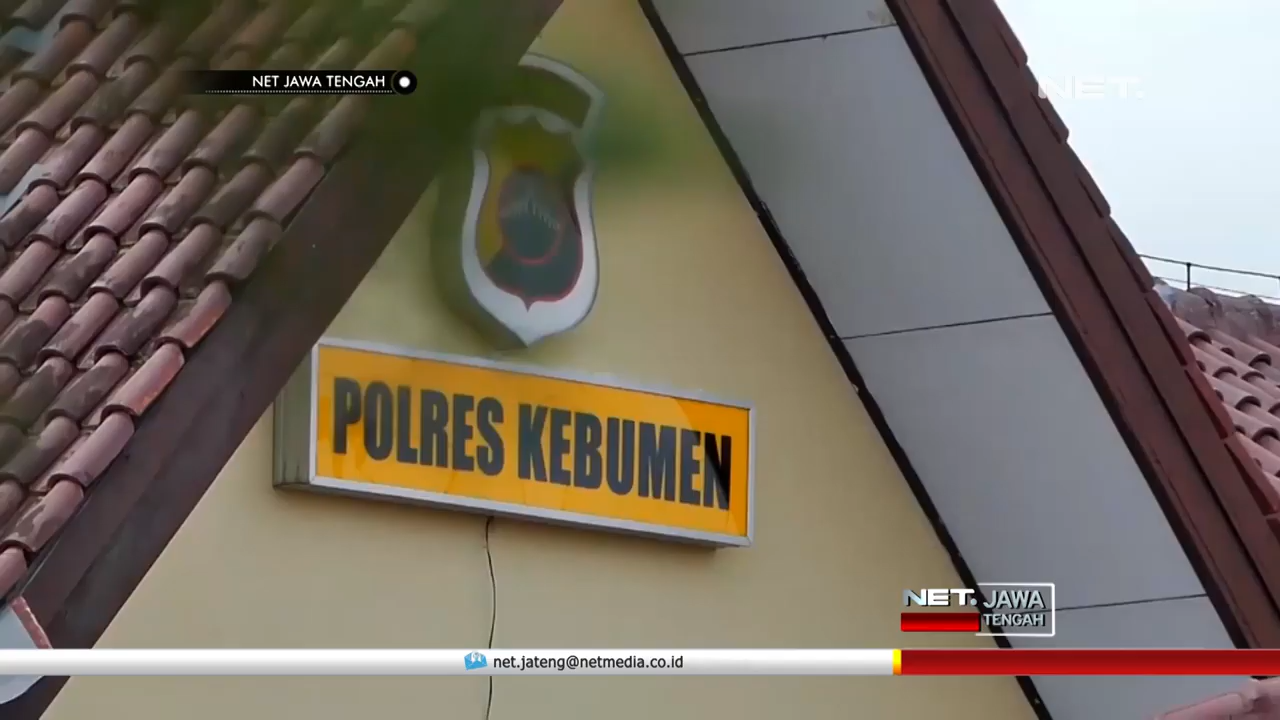 NET JAWA TENGAH
NET.
POLRES KEBUMEN
NET. JAWA
TENGAH
net.jateng@netmedia.co.id